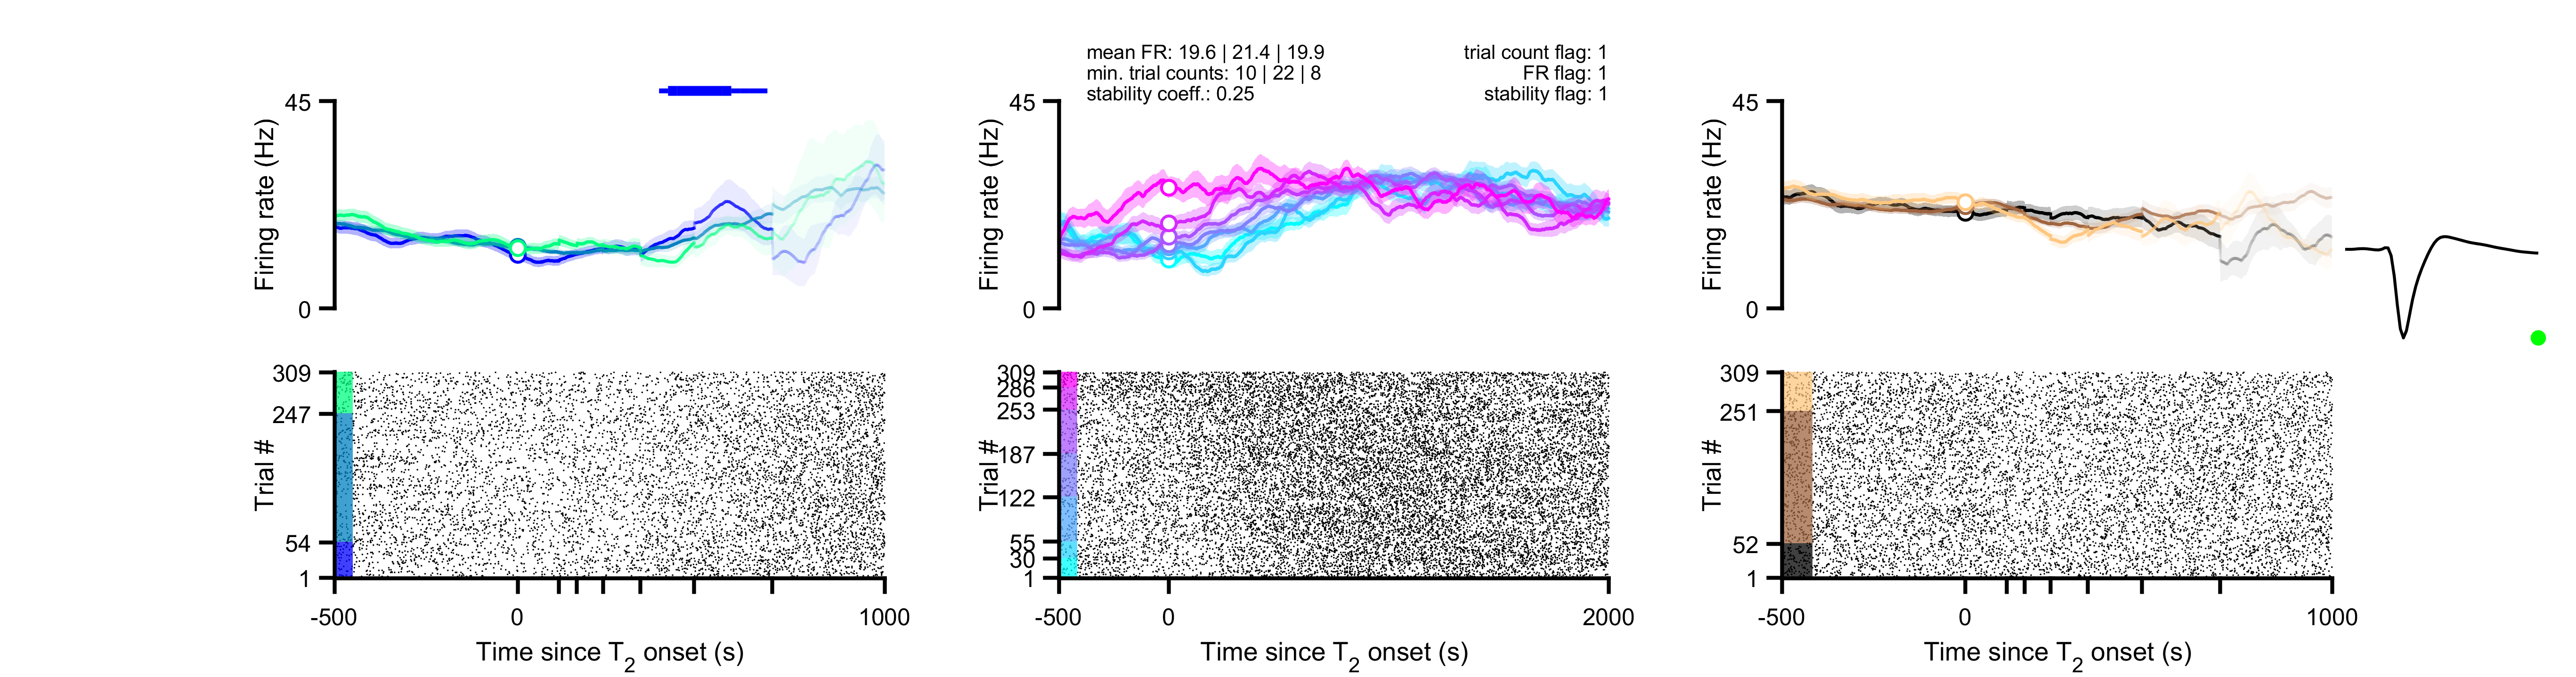 mean FR: 19.6 | 21.4 | 19.9
min. trial counts: 10 | 22 | 8
stability coeff.: 0.25
trial count flag: 1
FR flag: 1
stability flag: 1
45
0
Firing rate (Hz)
45
0
Firing rate (Hz)
45
0
Firing rate (Hz)
309
247
54
1
Trial #
-500
0
1000
Time since T2 onset (s)
309
286
253
187
122
55
30
1
Trial #
-500
0
2000
Time since T2 onset (s)
309
251
52
1
Trial #
-500
0
1000
Time since T2 onset (s)